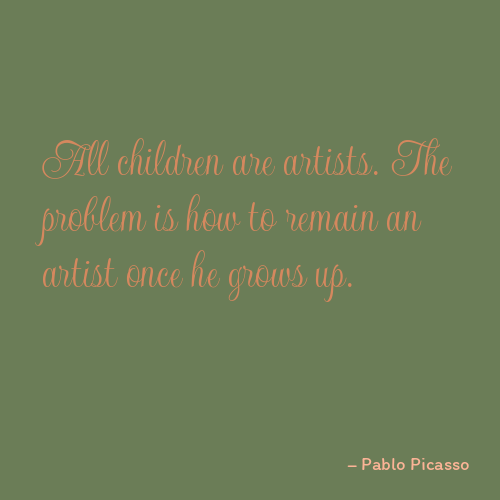 All children are artists. The
problem is how to remain an
artist once he grows up.
– Pablo Picasso